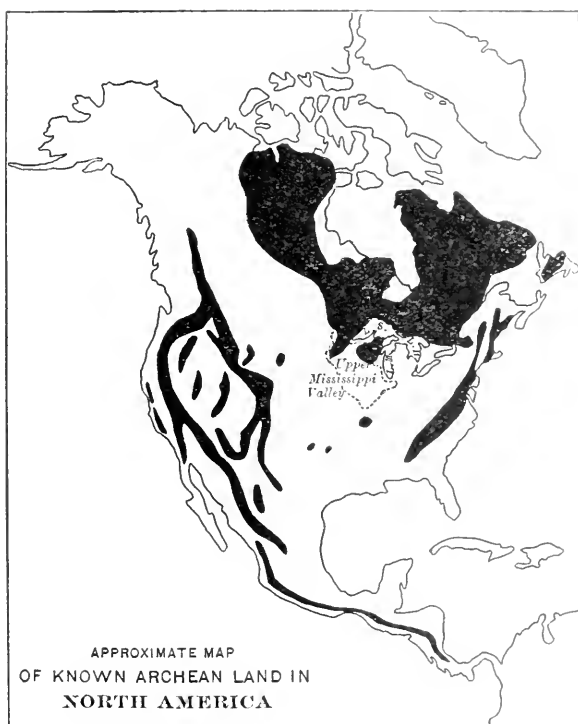 Upper
Mississippi
Valley
APPROXIMATE MAP
OF KNOWN ARCHEAN LAND IN
NORTH AMERICA